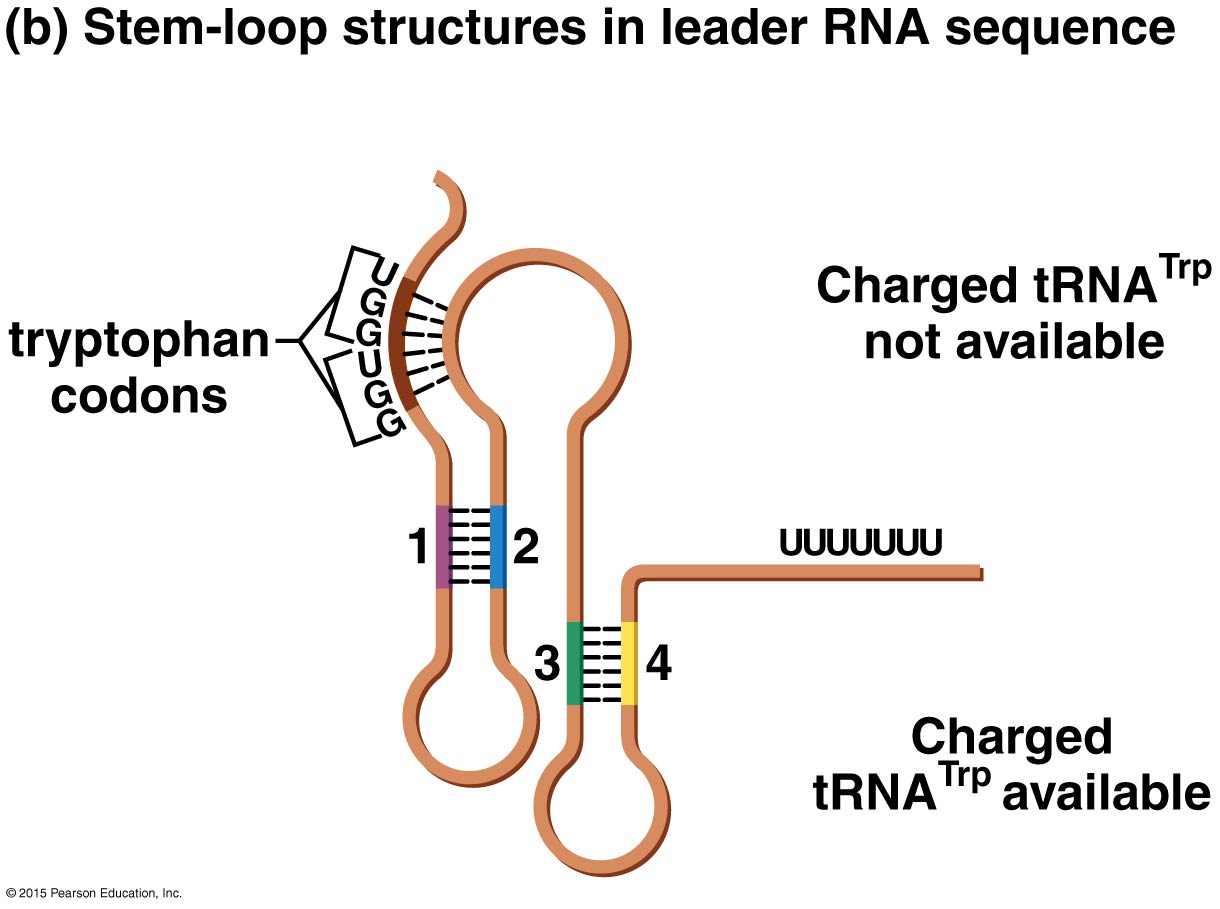 (b) Stem-loop structures in leader RNA sequence
tryptophan
codons
U
G
G
U
G
G
Charged tRNATrp
not available
1
2
UUUUUUU
3
4
Charged
tRNATrp available
© 2015 Pearson Education, Inc.